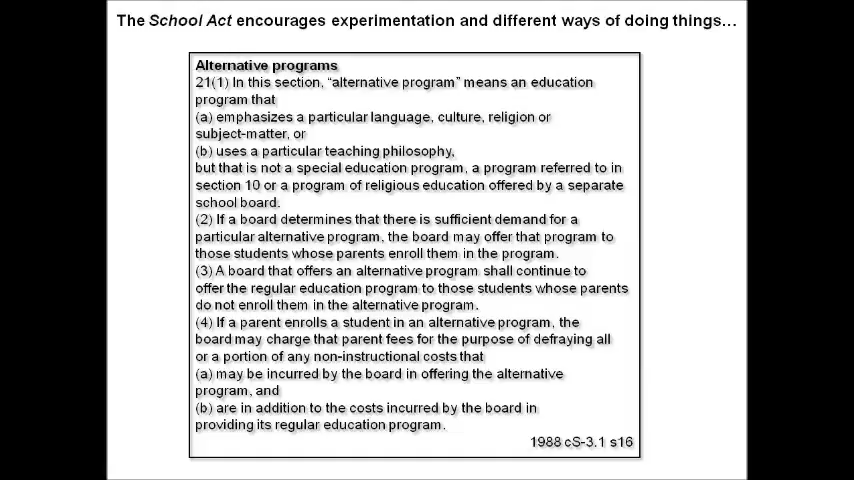 The School Act encourages experimentation and different ways of doing things…
Alternative programs
21(1) In this section, “alternative program” means an education
program that
(a) emphasizes a particular language, culture, religion or
subject-matter, or
(b) uses a particular teaching philosophy,
but that is not a special education program, a program referred to in
section 10 or a program of religious education offered by a separate
school board.
(2) If a board determines that there is sufficient demand for a
particular alternative program, the board may offer that program to
those students whose parents enroll them in the program.
(3) A board that offers an alternative program shall continue to
offer the regular education program to those students whose parents
do not enroll them in the alternative program.
(4) If a parent enrolls a student in an alternative program, the
board may charge that parent fees for the purpose of defraying all
or a portion of any non-instructional costs that
(a) may be incurred by the board in offering the alternative
program, and
(b) are in addition to the costs incurred by the board in
providing its regular education program.
1988 cS-3.1 s16